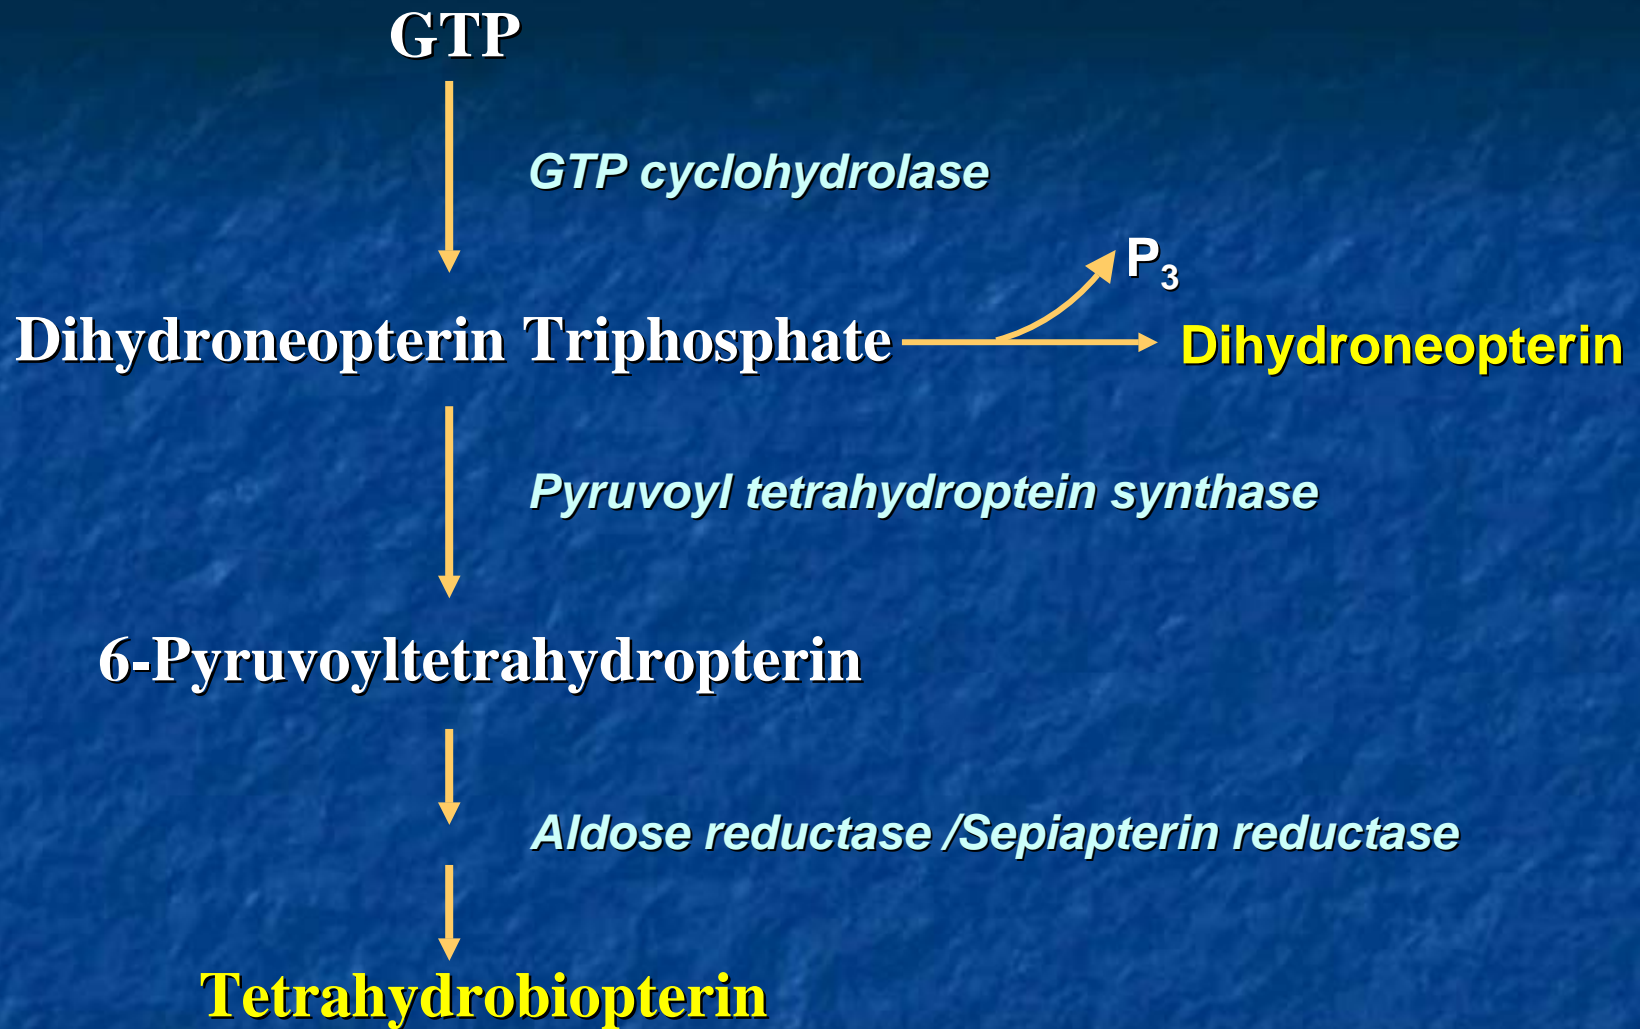 GTP
GTP cyclohydrolase
P₃
Dihydroneopterin Triphosphate
Dihydroneopterin
Pyruvoyl tetrahydroptein synthase
6-Pyruvoyltetrahydropterin
Aldose reductase /Sepiapterin reductase
Tetrahydrobiopterin